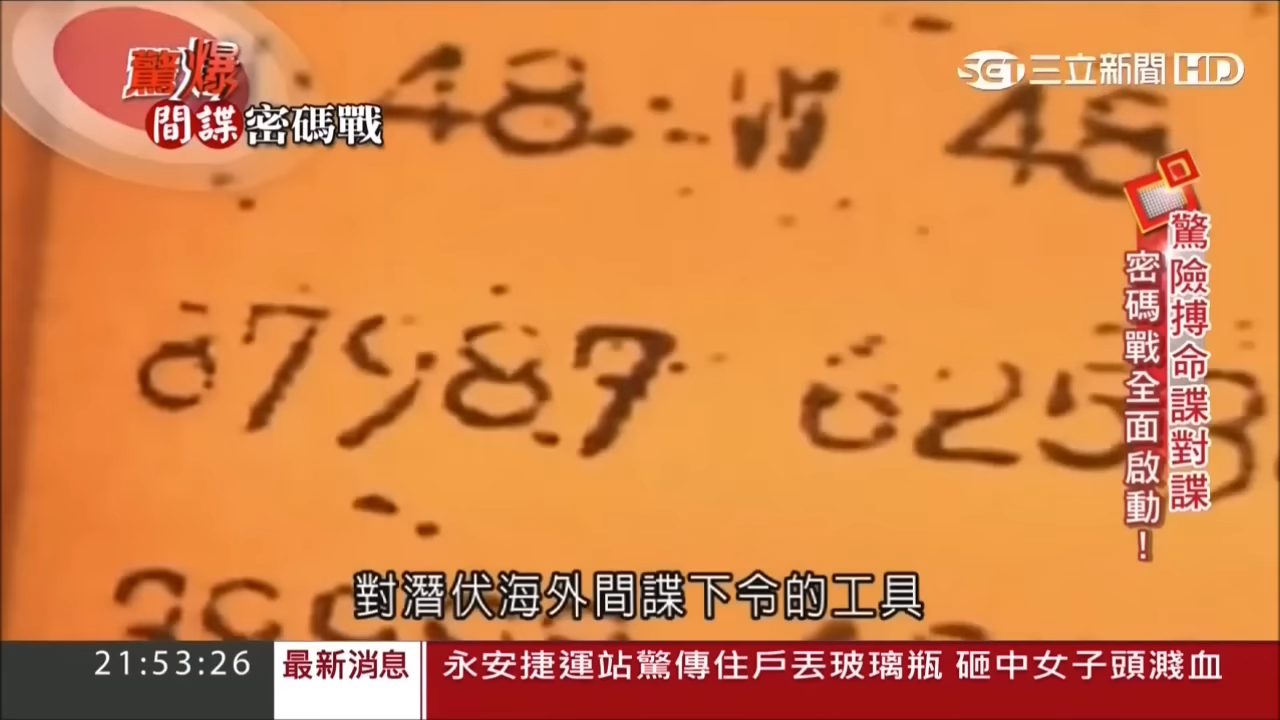 驚爆
間諜密碼戰
SET三立新聞HD
48
48
87987 6253
驚險搏命諜對諜
密碼戰全面啟動！
對潛伏海外間諜下令的工具
21:53:26 最新消息 永安捷運站驚傳住戶丟玻璃瓶 砸中女子頭濺血